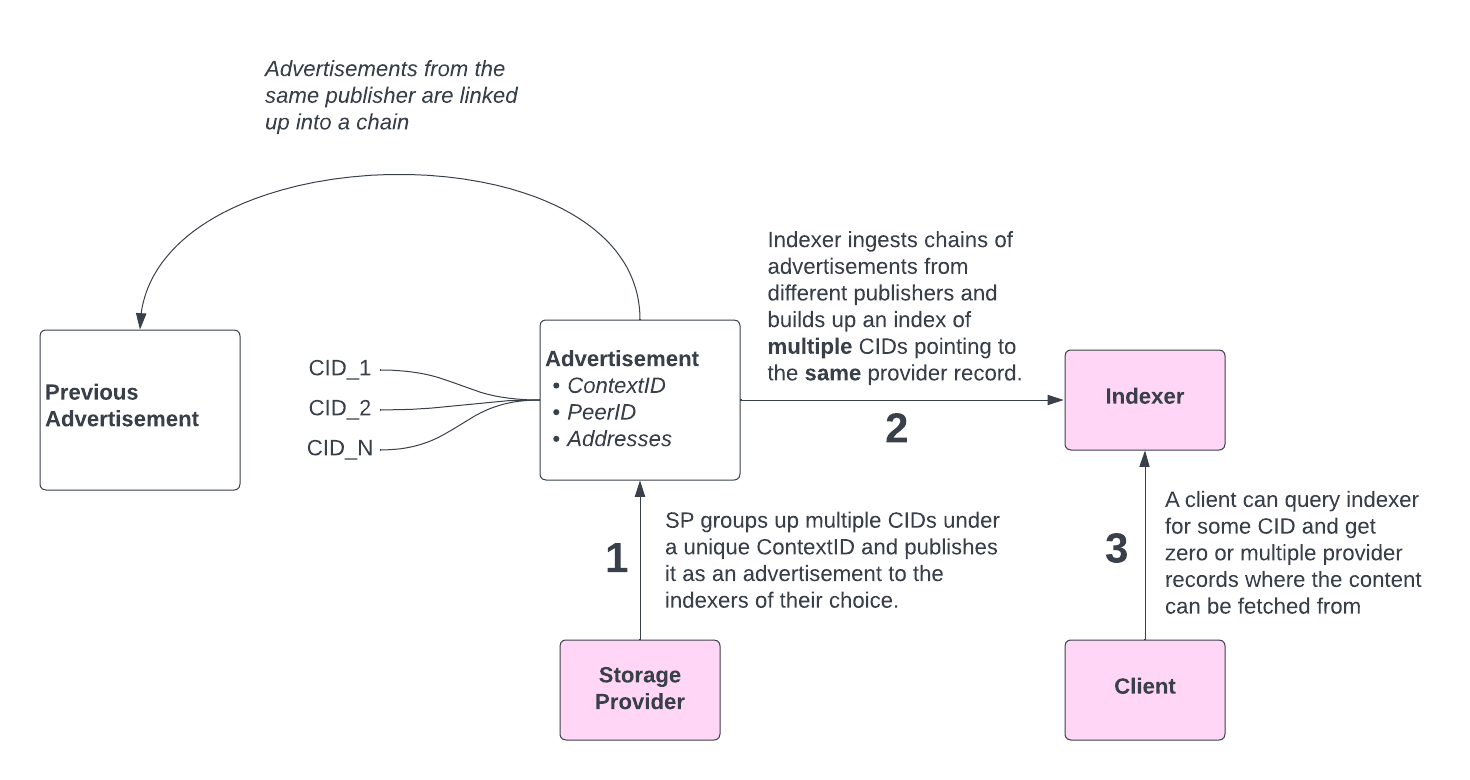 Advertisements from the
same publisher are linked
up into a chain
Indexer ingests chains of
advertisements from
different publishers and
builds up an index of
multiple CIDs pointing to
the same provider record.
2
Previous
Advertisement
CID_1
CID_2
CID_N
Advertisement
• ContextID
• PeerID
• Addresses
Indexer
1
SP groups up multiple CIDs under
a unique ContextID and publishes
it as an advertisement to the
indexers of their choice.
3
A client can query indexer
for some CID and get
zero or multiple provider
records where the content
can be fetched from
Storage
Provider
Client